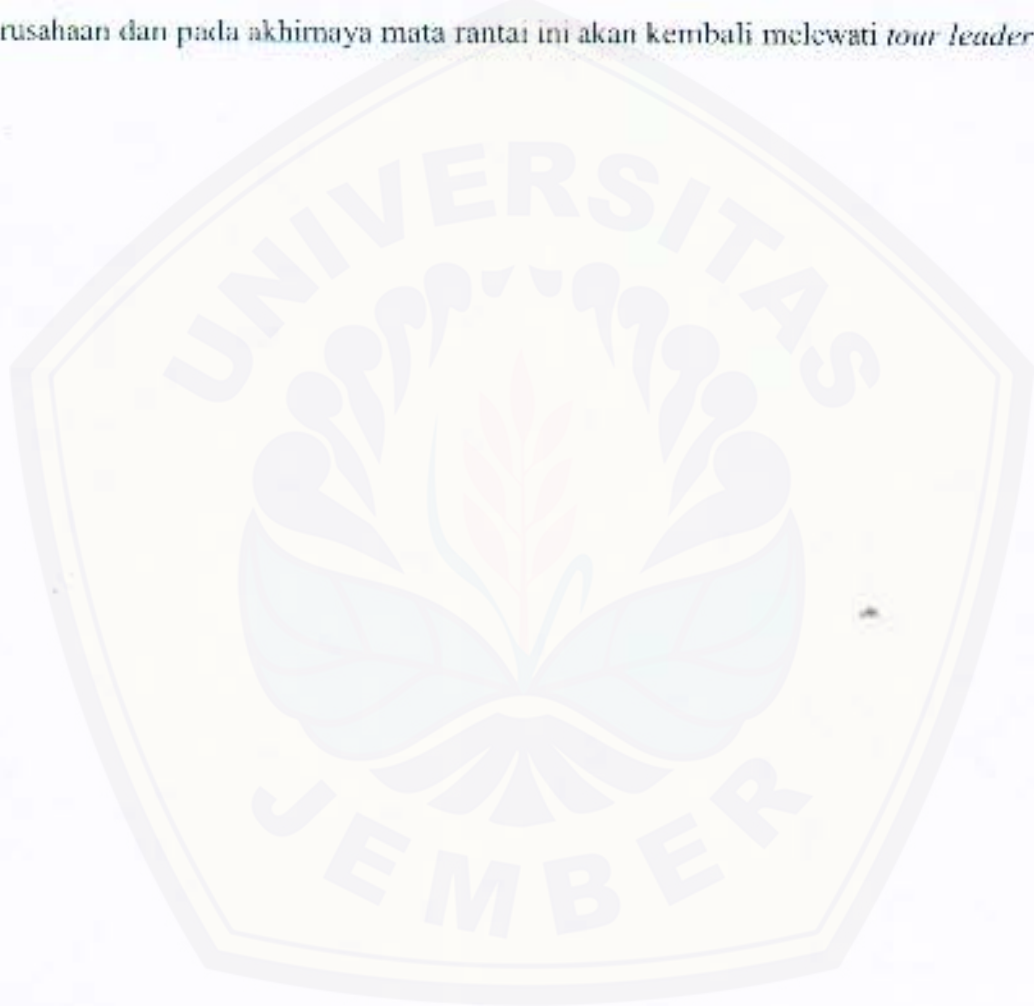 rusahaan dan pada akhirnya mata rantai ini akan kembali melewati tour leader
UNIVERSITAS
JEMBER